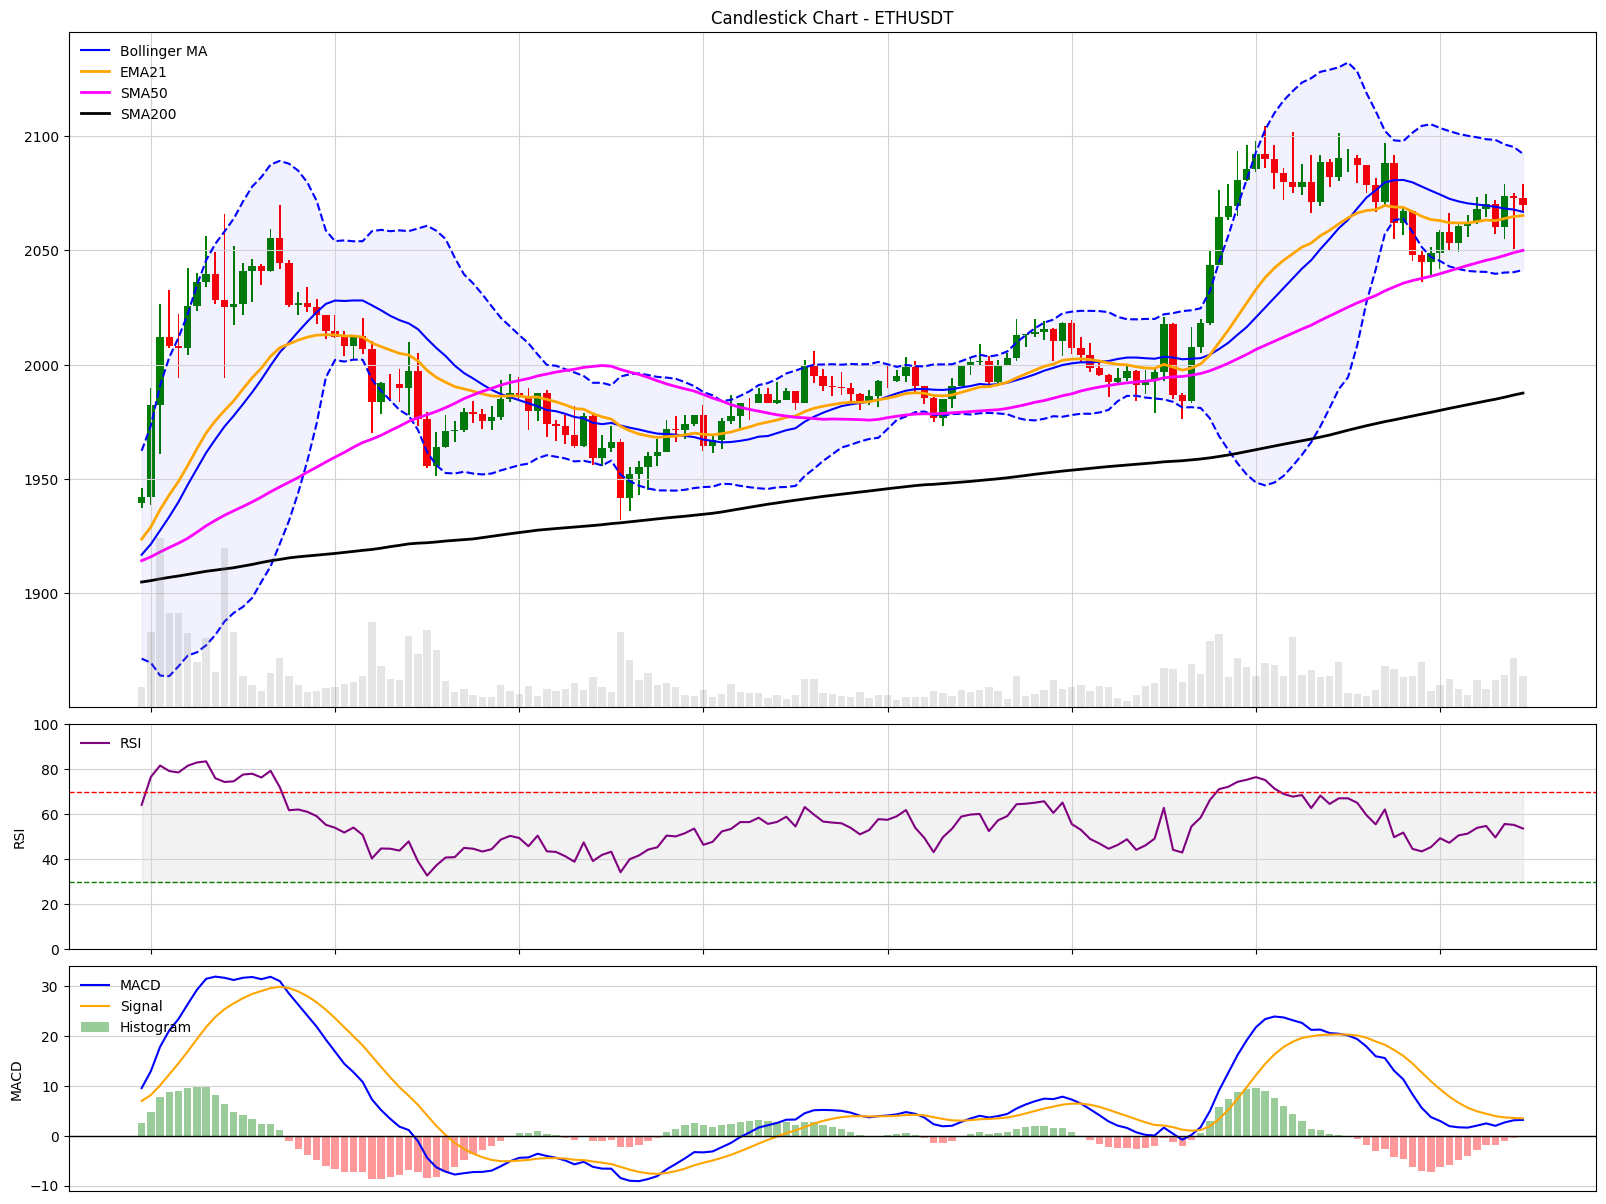 Candlestick Chart - ETHUSDT
Bollinger MA
EMA21
SMA50
SMA200
2100
2050
2000
1950
1900
100
80
60
40
20
0
RSI
RSI
30
20
10
0
−10
MACD
MACD
Signal
Histogram